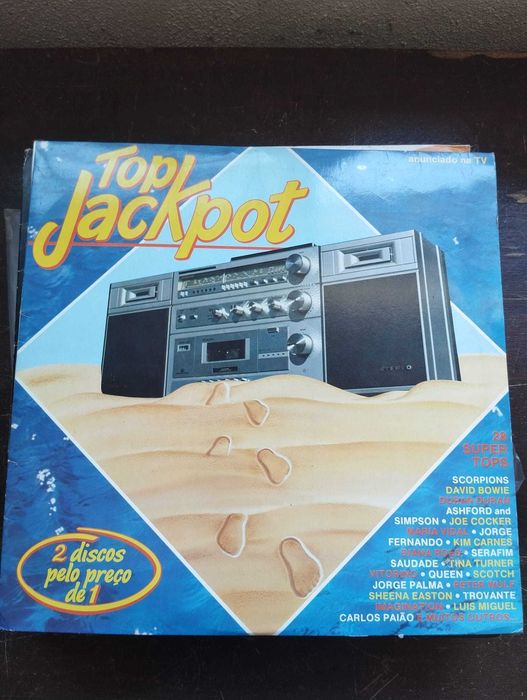 anunciado na TV
Top
Jackpot
STEREO
28
SUPER
TOPS
SCORPIONS
DAVID BOWIE
DURAN DURAN
ASHFORD and
SIMPSON • JOE COCKER
MARIA VIDAL • JORGE
FERNANDO • KIM CARNES
DIANA ROSS • SERAFIM
SAUDADE • TINA TURNER
VITORINO • QUEEN • SCOTCH
JORGE PALMA • PETER WOLF
SHEENA EASTON • TROVANTE
IMAGINATION • LUIS MIGUEL
CARLOS PAIÃO E MUITOS OUTROS...
2 discos
pelo preço
de 1